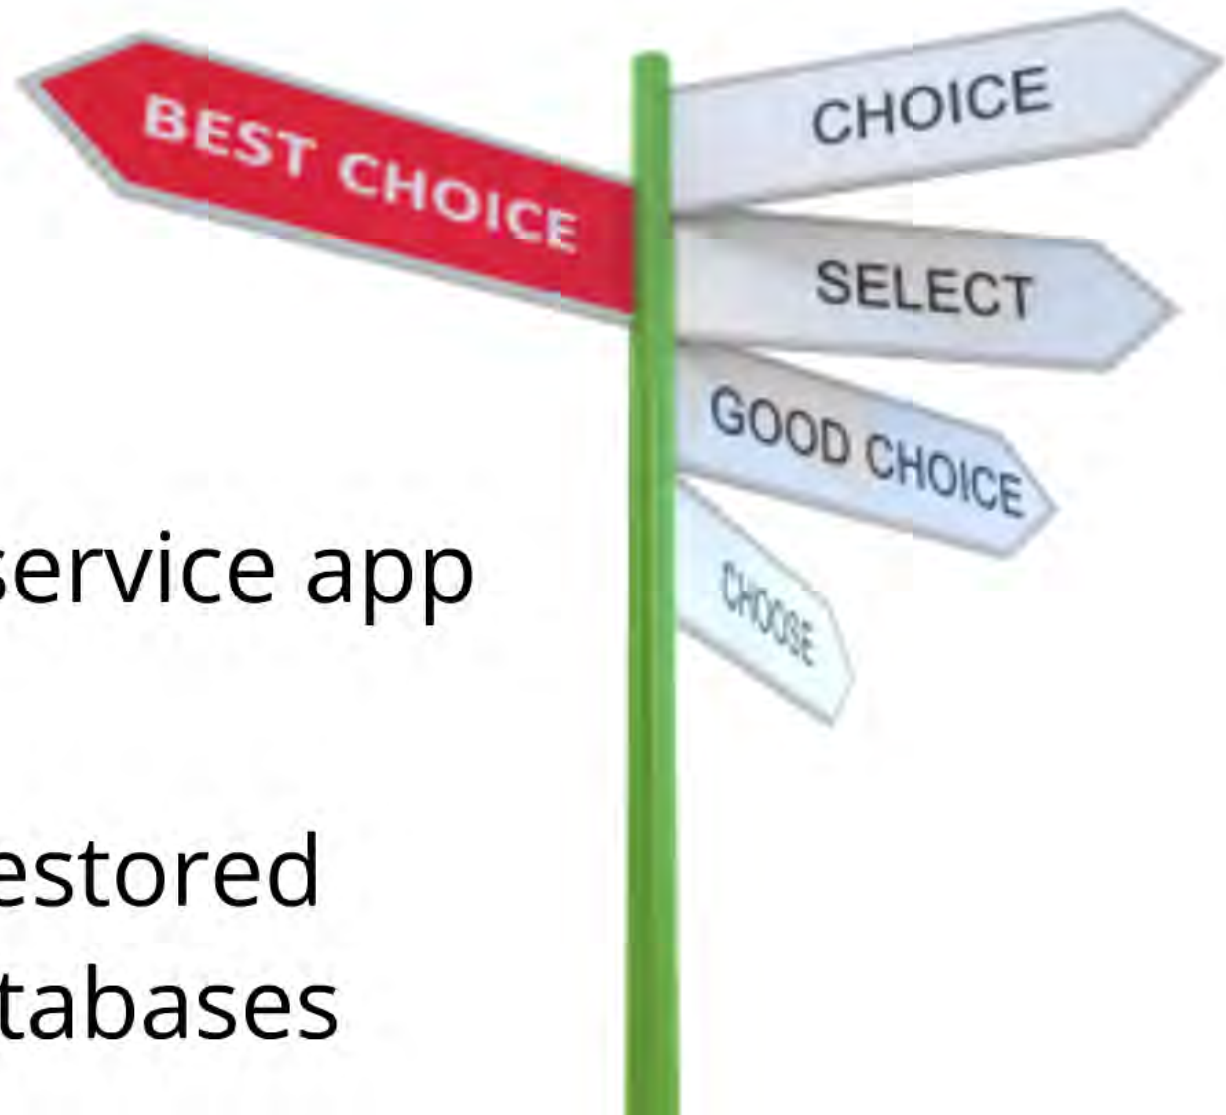 BEST CHOICE
CHOICE
SELECT
GOOD CHOICE
CHOOSE
service app
estored
tabases